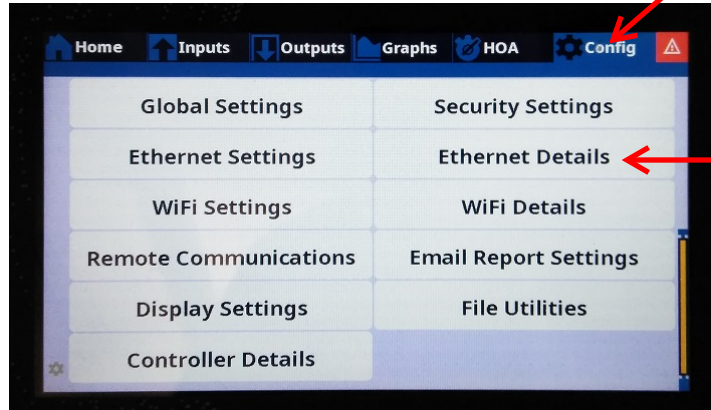 Home Inputs Outputs Graphs HOA Config
Global Settings Security Settings
Ethernet Settings Ethernet Details
WiFi Settings WiFi Details
Remote Communications Email Report Settings
Display Settings File Utilities
Controller Details